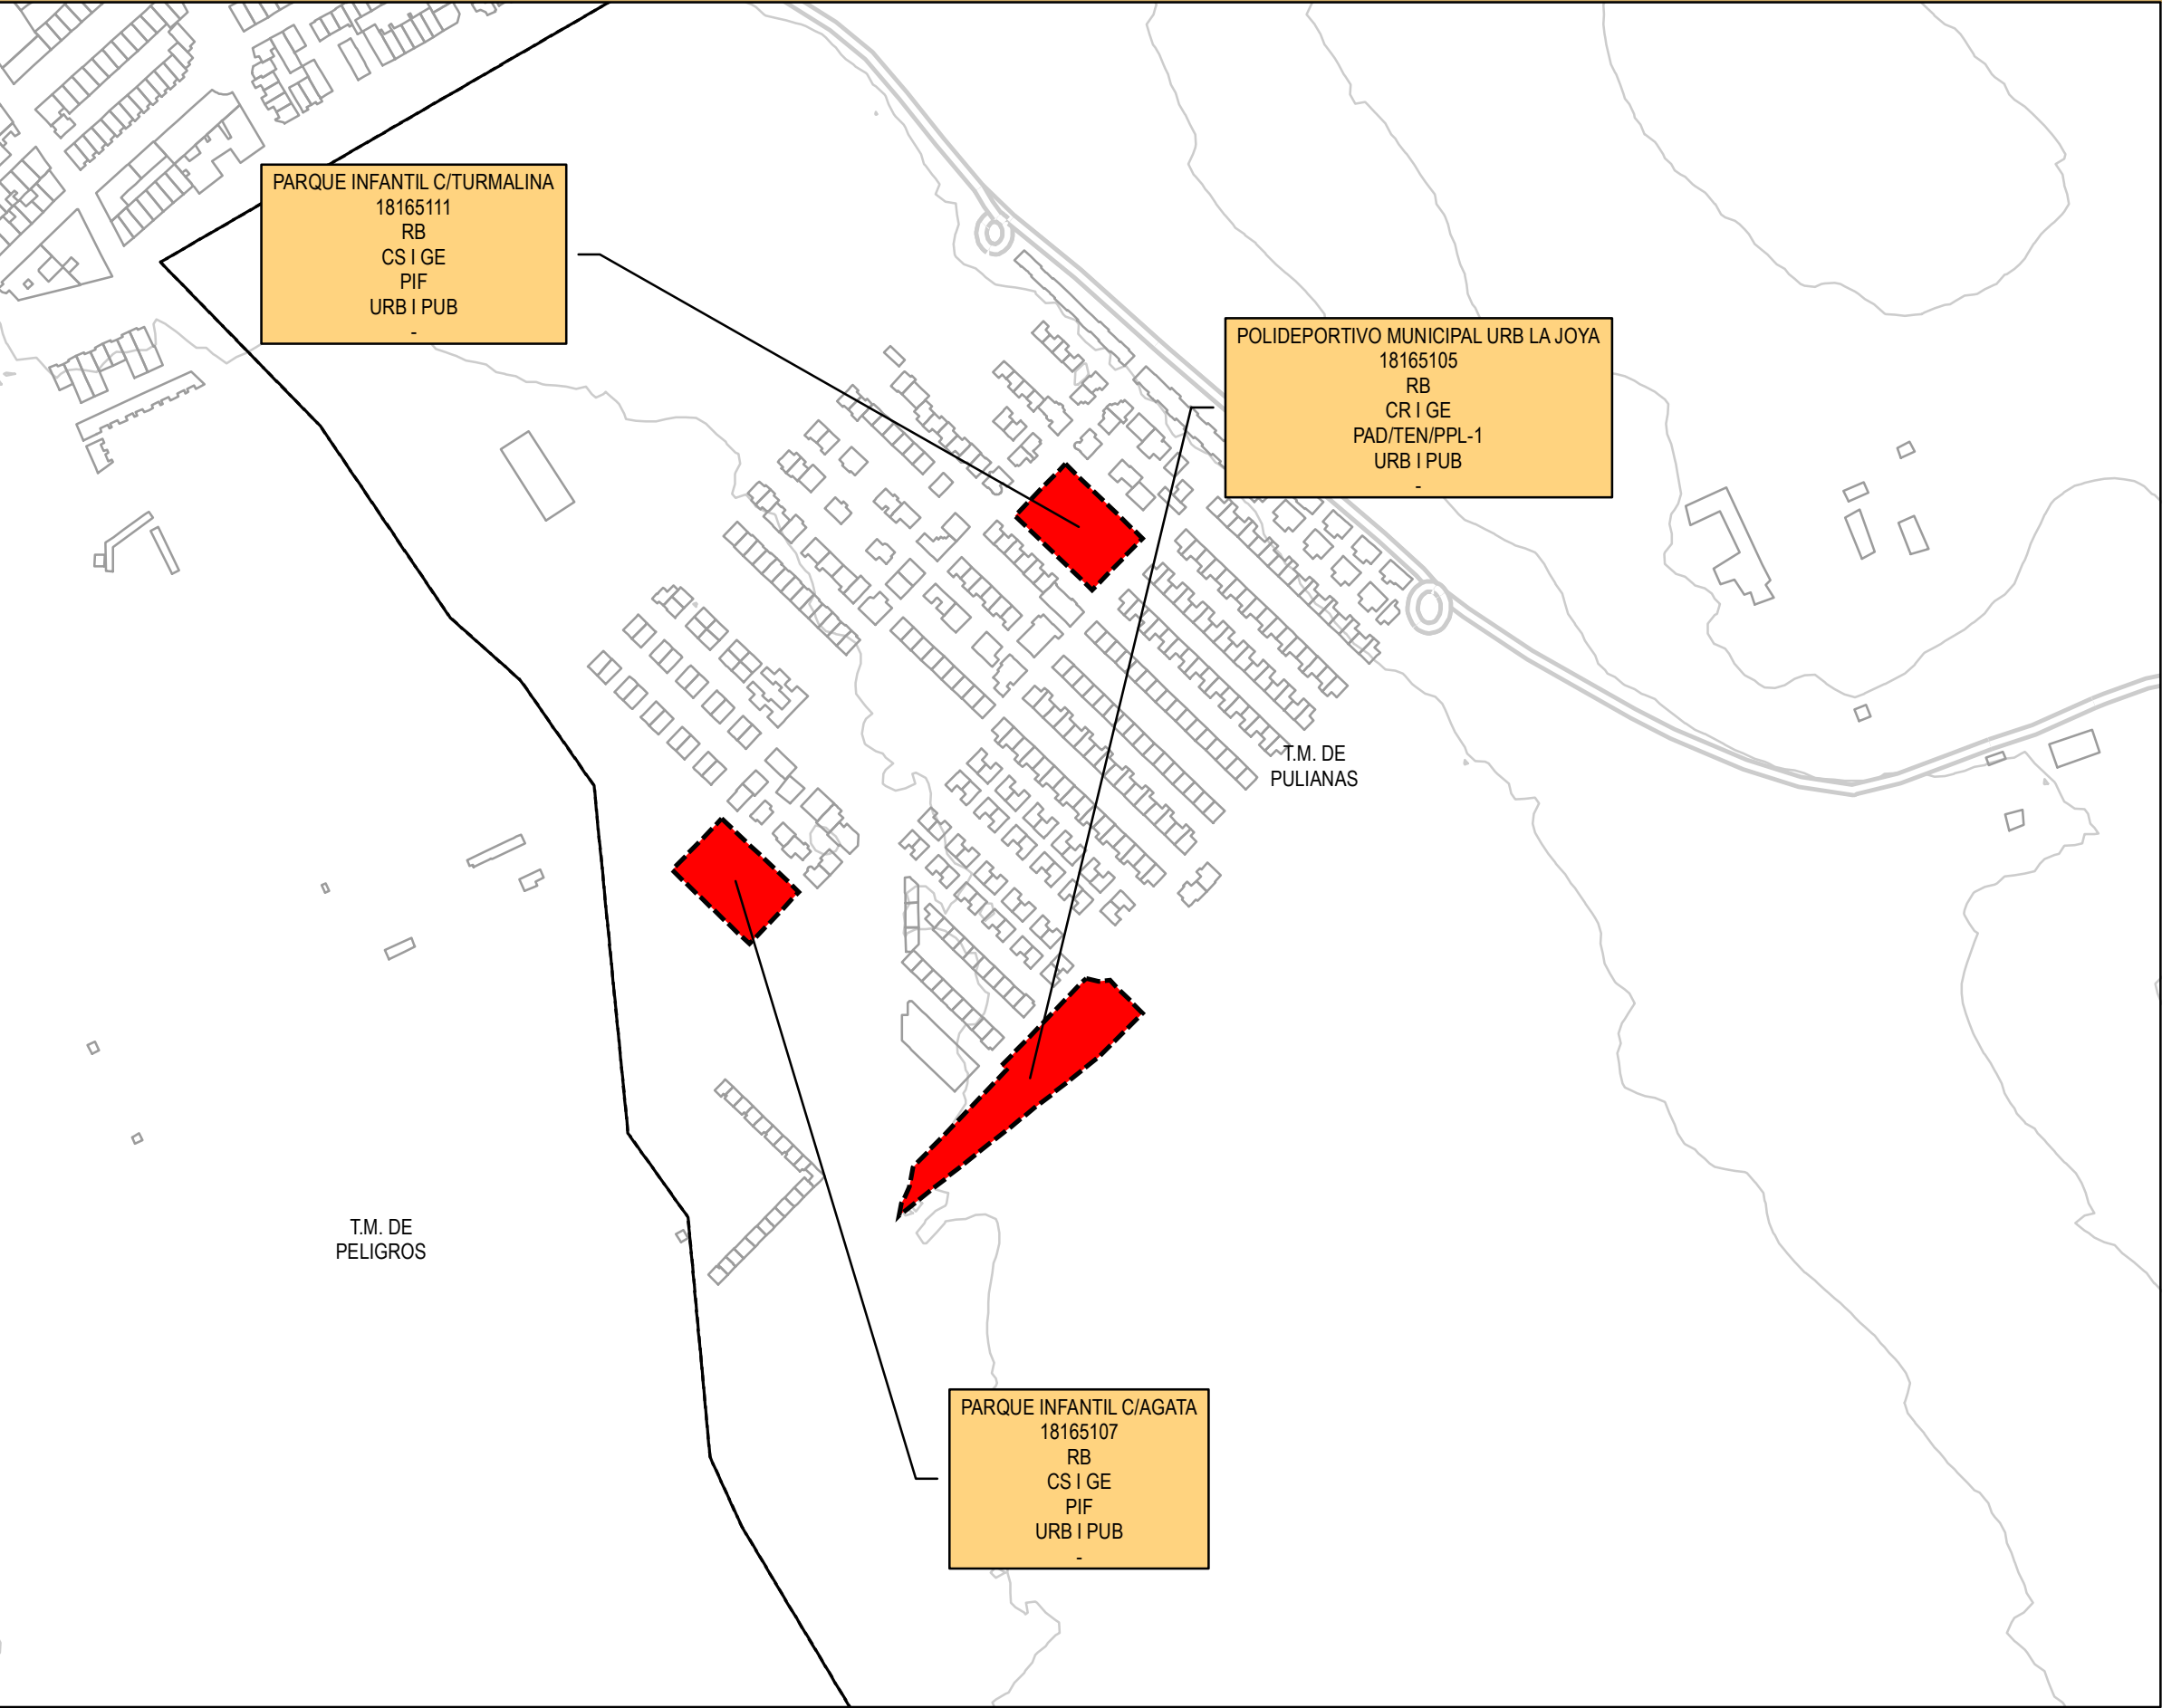 PARQUE INFANTIL C/TURMALINA
18165111
RB
CS I GE
PIF
URB I PUB
-
POLIDEPORTIVO MUNICIPAL URB LA JOYA
18165105
RB
CR I GE
PAD/TEN/PPL-1
URB I PUB
-
T.M. DE
PULIANAS
T.M. DE
PELIGROS
PARQUE INFANTIL C/AGATA
18165107
RB
CS I GE
PIF
URB I PUB
-